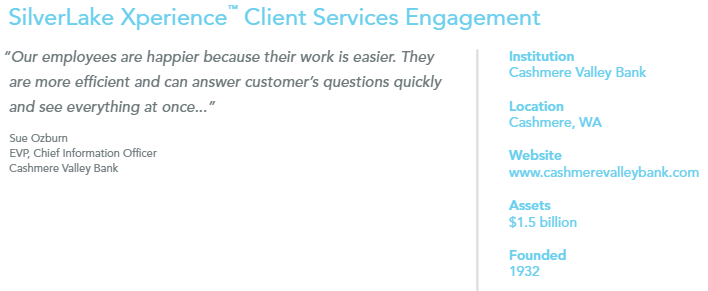 SilverLake Xperience™ Client Services Engagement
“Our employees are happier because their work is easier. They
are more efficient and can answer customer’s questions quickly
and see everything at once...”
Sue Ozburn
EVP, Chief Information Officer
Cashmere Valley Bank
Institution
Cashmere Valley Bank
Location
Cashmere, WA
Website
www.cashmerevalleybank.com
Assets
$1.5 billion
Founded
1932